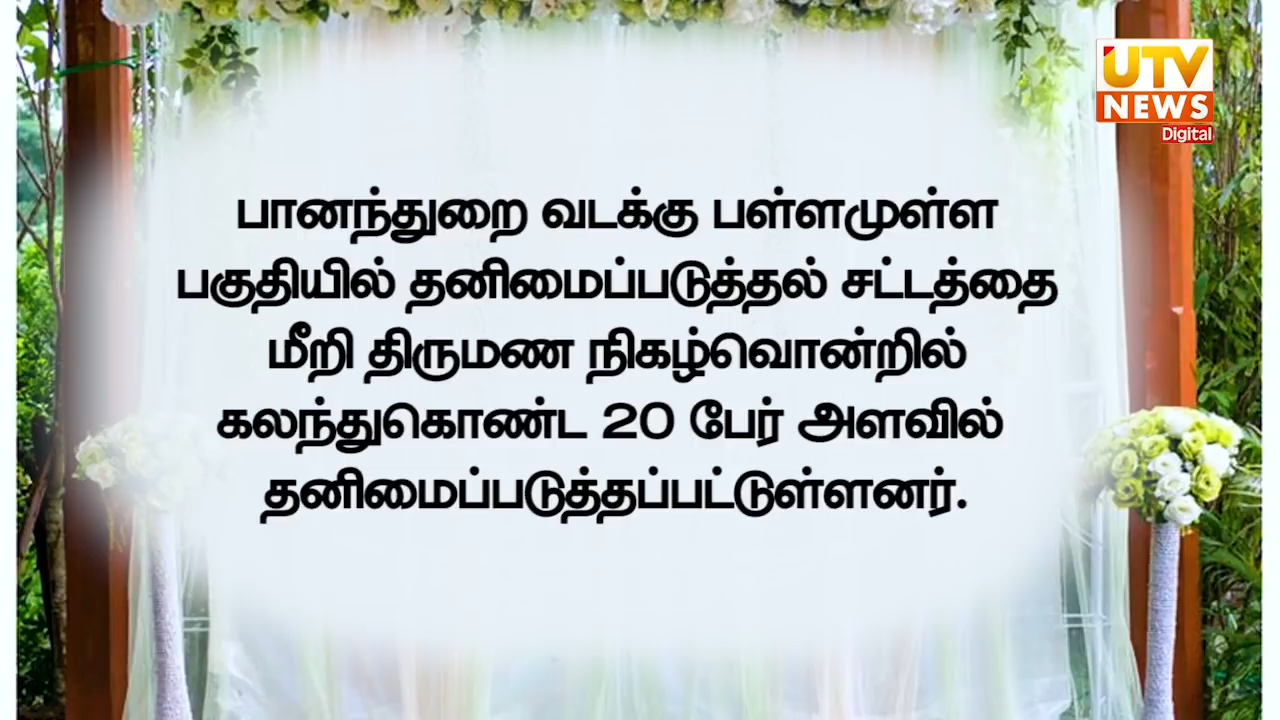 UTV
NEWS
Digital
பானந்துறை வடக்கு பள்ளமுள்ள
பகுதியில் தனிமைப்படுத்தல் சட்டத்தை
மீறி திருமண நிகழ்வொன்றில்
கலந்துகொண்ட 20 பேர் அளவில்
தனிமைப்படுத்தப்பட்டுள்ளனர்.